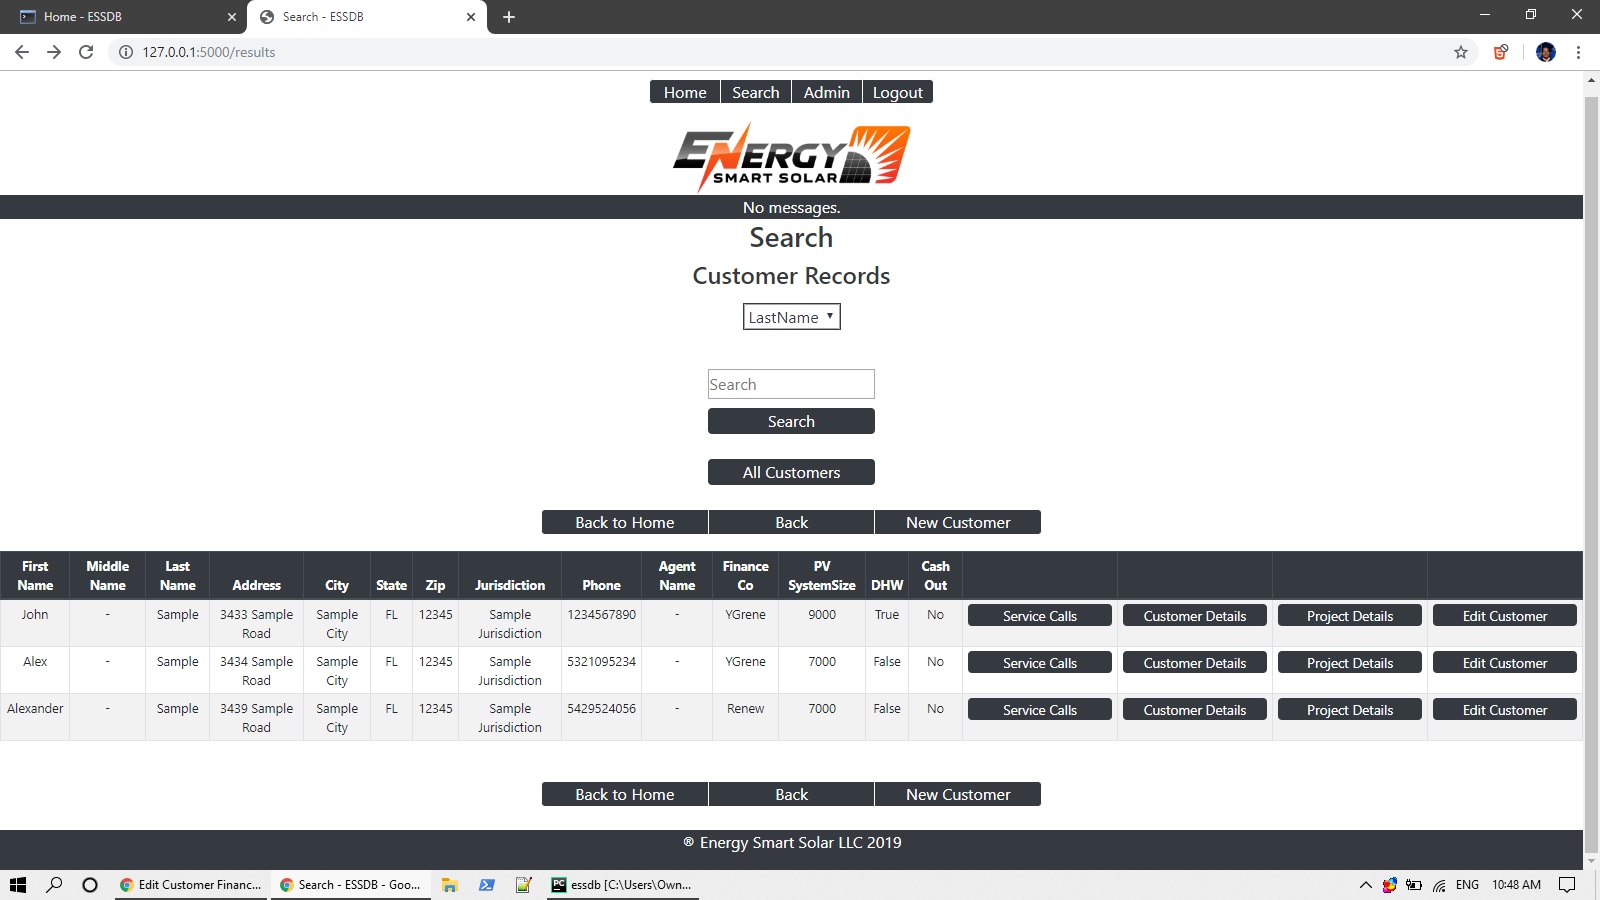 Home - ESSDB
Search - ESSDB
127.0.0.1:5000/results
Home Search Admin Logout
ENERGY
SMART SOLAR
No messages.
Search
Customer Records
LastName
Search
Search
All Customers
Back to Home Back New Customer
First Name Middle Name Last Name Address City State Zip Jurisdiction Phone Agent Name Finance Co PV SystemSize DHW Cash Out
John - Sample 3433 Sample Road Sample City FL 12345 Sample Jurisdiction 1234567890 - YGrene 9000 True No Service Calls Customer Details Project Details Edit Customer
Alex - Sample 3434 Sample Road Sample City FL 12345 Sample Jurisdiction 5321095234 - YGrene 7000 False No Service Calls Customer Details Project Details Edit Customer
Alexander - Sample 3439 Sample Road Sample City FL 12345 Sample Jurisdiction 5429524056 - Renew 7000 False No Service Calls Customer Details Project Details Edit Customer
Back to Home Back New Customer
® Energy Smart Solar LLC 2019
Edit Customer Financ... Search - ESSDB - Goo... PC essdb [C:\Users\Own... ENG 10:48 AM